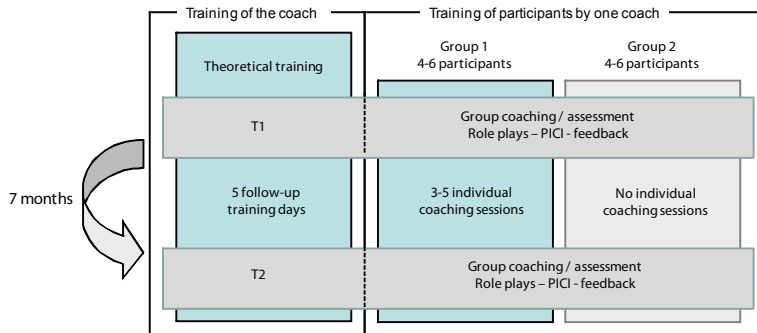 Training of the coach
Training of participants by one coach
Group 1
4-6 participants
Group 2
4-6 participants
Theoretical training
T1
Group coaching / assessment
Role plays – PICI - feedback
7 months
5 follow-up
training days
3-5 individual
coaching sessions
No individual
coaching sessions
T2
Group coaching / assessment
Role plays – PICI - feedback